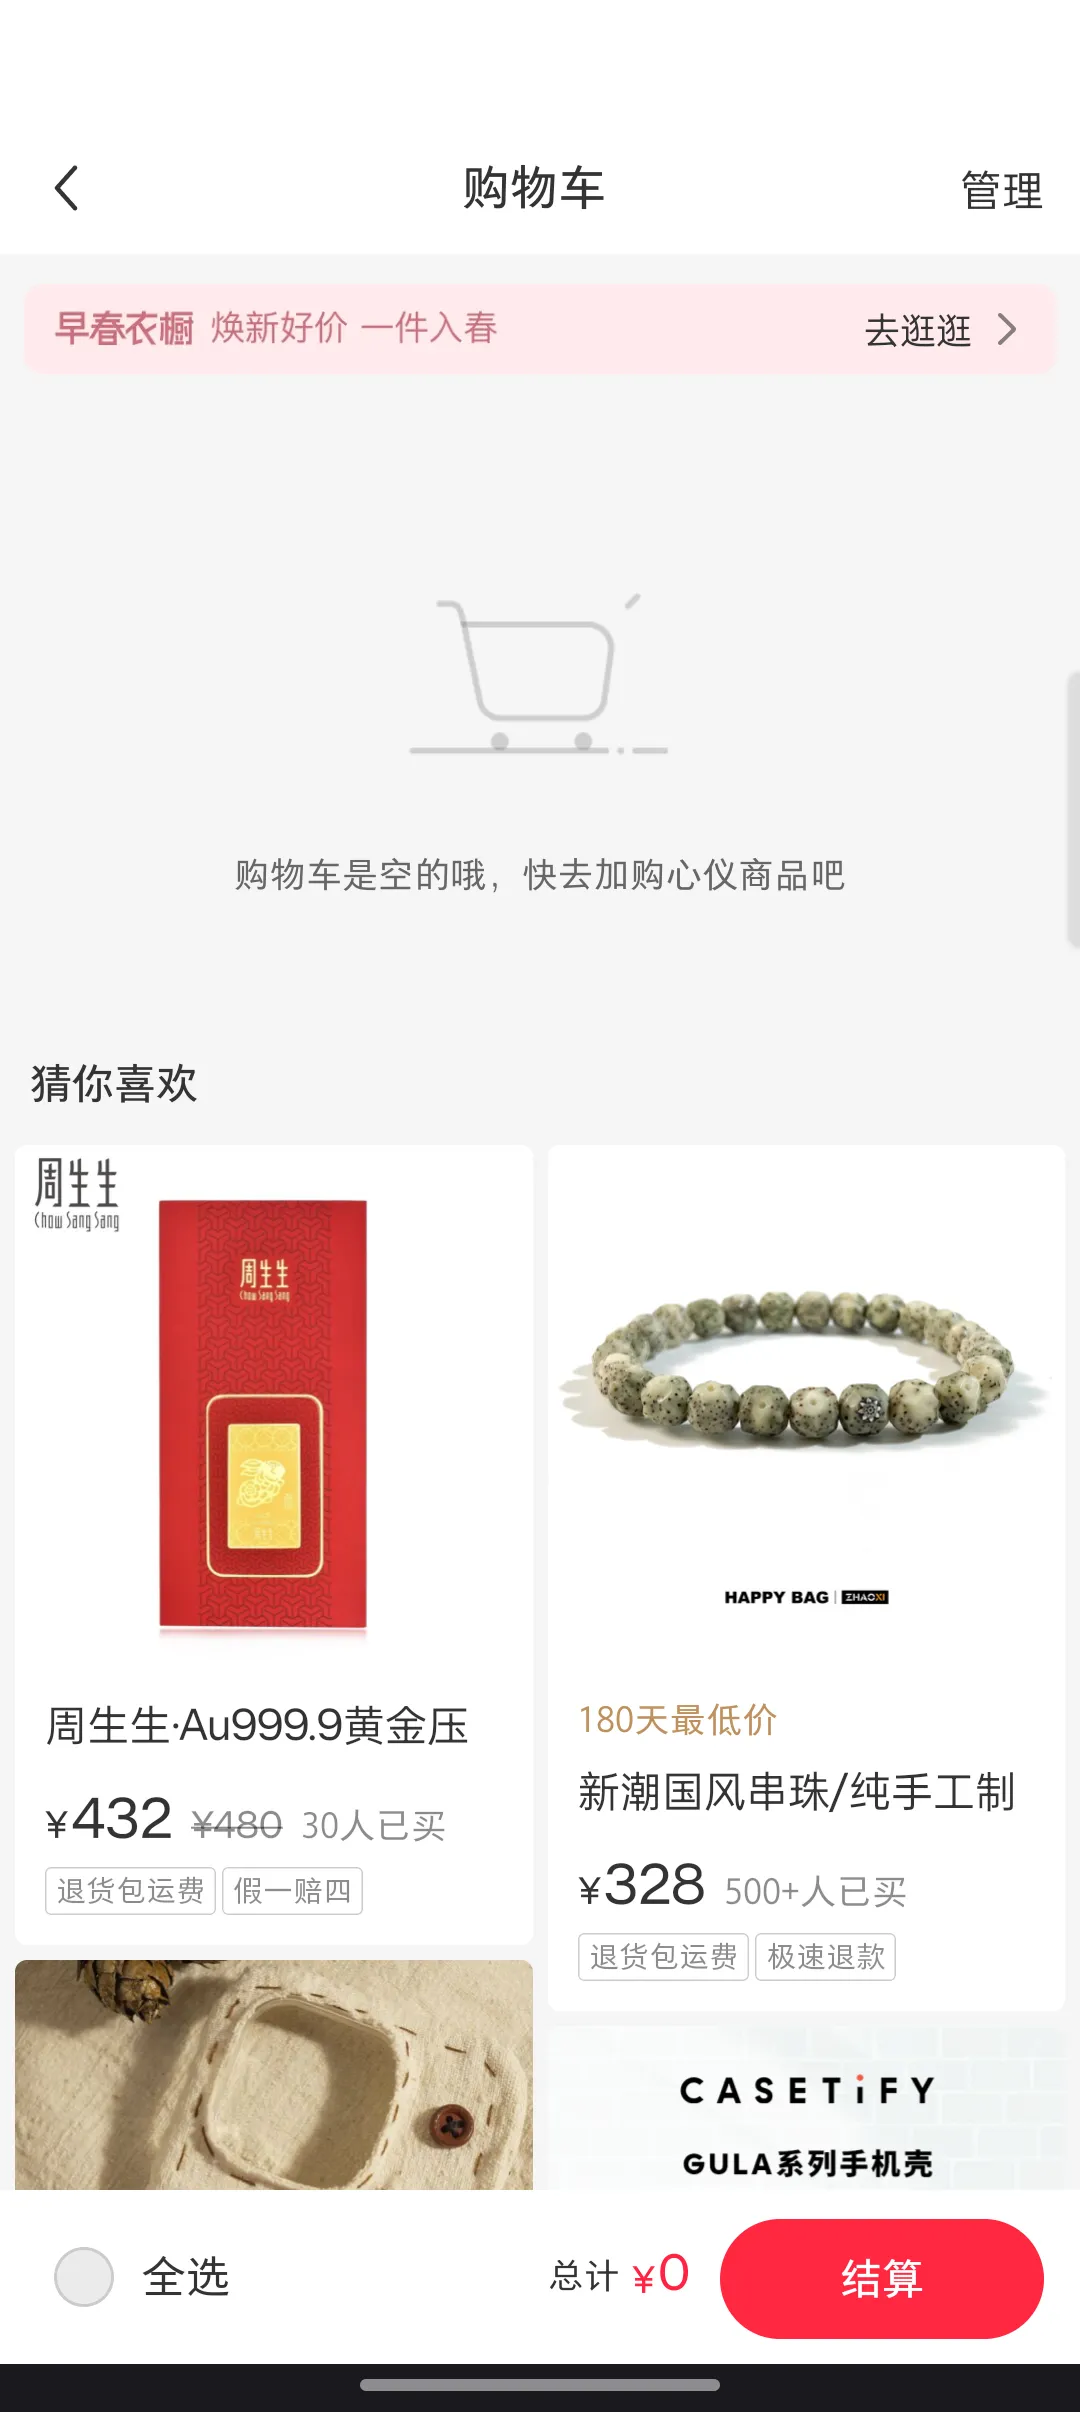 购物车
管理
早春衣橱 焕新好价 一件入春
去逛逛
购物车是空的哦，快去加购心仪商品吧
猜你喜欢
周生生
Chow Sang Sang
周生生
Chow Sang Sang
周生生·Au999.9黄金压
¥432 ¥480 30人已买
退货包运费 假一赔四
HAPPY BAG | ZHAOXI
180天最低价
新潮国风串珠/纯手工制
¥328 500+人已买
退货包运费 极速退款
CASETiFY
GULA系列手机壳
全选
总计 ¥0
结算